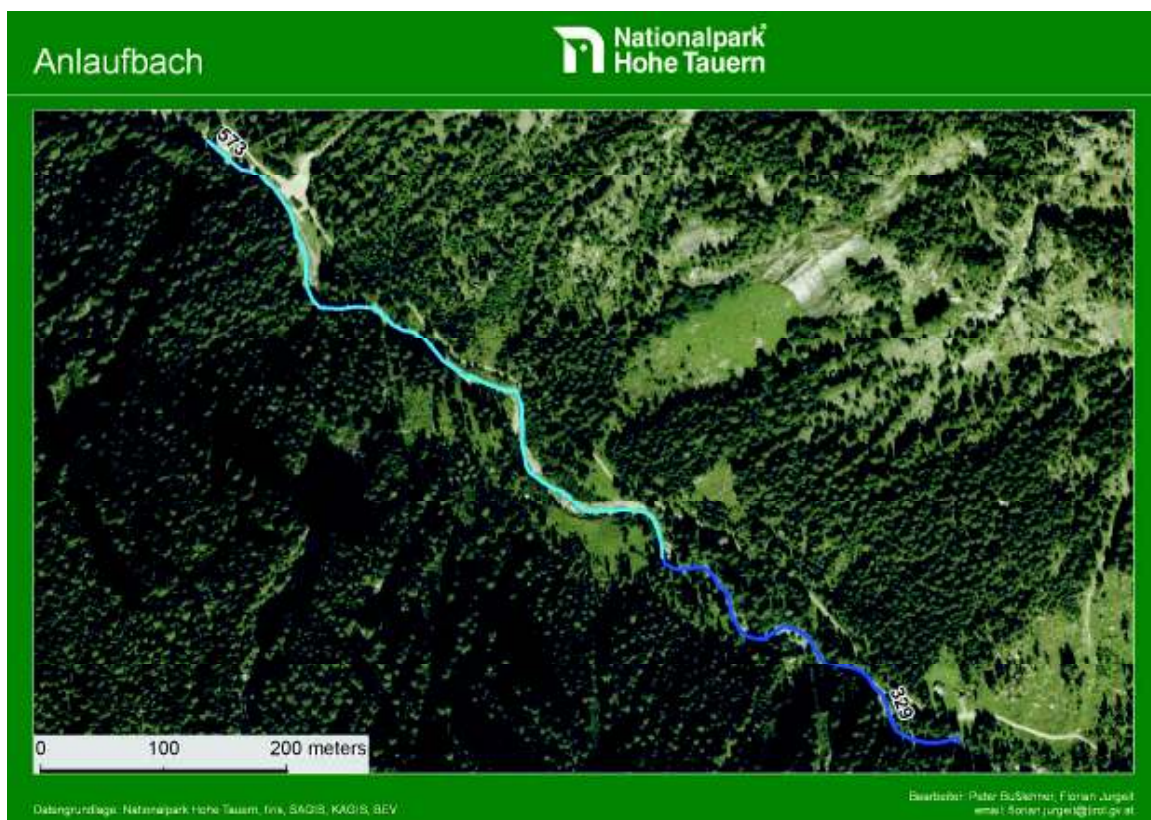 Anlaufbach
Nationalpark
Hohe Tauern
573
329
0 100 200 meters
Datengrundlage: Nationalpark Hohe Tauern, tiris, SAGIS, KAGIS, BEV
Bearbeiter: Peter Florian Jurgeit
email: florian.jurgeit@tirol.gv.at